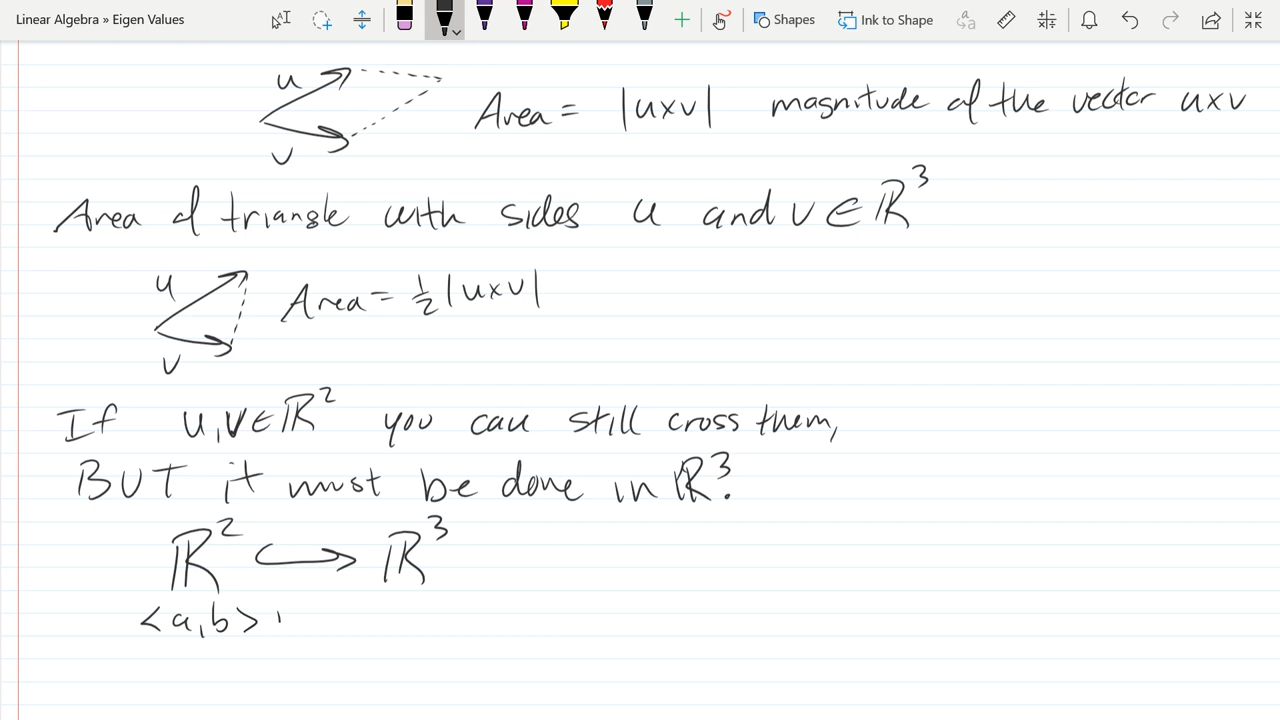 Linear Algebra » Eigen Values
Shapes
Ink to Shape
u
v
Area = |u×v| magnitude of the vector u×v
Area of triangle with sides u and v ∈ ℝ³
u
v
Area = ½|u×v|
If u,v ∈ ℝ² you can still cross them,
BUT it must be done in ℝ³.
ℝ² ↪ ℝ³
<a,b>